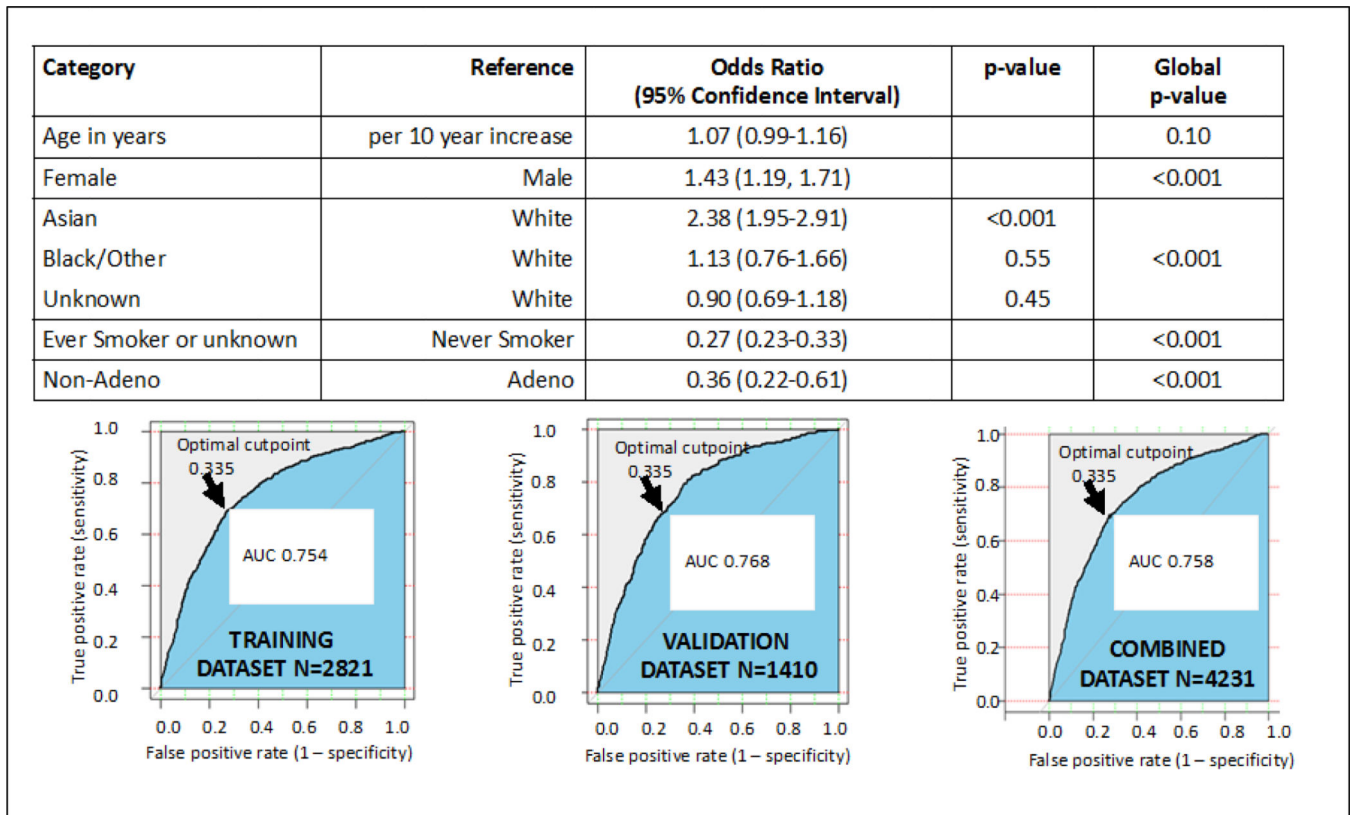 Category Reference Odds Ratio (95% Confidence Interval) p-value Global p-value
Age in years per 10 year increase 1.07 (0.99-1.16) 0.10
Female Male 1.43 (1.19, 1.71) <0.001
Asian White 2.38 (1.95-2.91) <0.001
Black/Other White 1.13 (0.76-1.66) 0.55 <0.001
Unknown White 0.90 (0.69-1.18) 0.45
Ever Smoker or unknown Never Smoker 0.27 (0.23-0.33) <0.001
Non-Adeno Adeno 0.36 (0.22-0.61) <0.001
True positive rate (sensitivity)
1.0
0.8
0.6
0.4
0.2
0.0
Optimal cutpoint
0.335
AUC 0.754
TRAINING
DATASET N=2821
0.0 0.2 0.4 0.6 0.8 1.0
False positive rate (1 – specificity)
True positive rate (sensitivity)
1.0
0.8
0.6
0.4
0.2
0.0
Optimal cutpoint
0.335
AUC 0.768
VALIDATION
DATASET N=1410
0.0 0.2 0.4 0.6 0.8 1.0
False positive rate (1 – specificity)
True positive rate (sensitivity)
1.0
0.8
0.6
0.4
0.2
0.0
Optimal cutpoint
0.335
AUC 0.758
COMBINED
DATASET N=4231
0.0 0.2 0.4 0.6 0.8 1.0
False positive rate (1 – specificity)